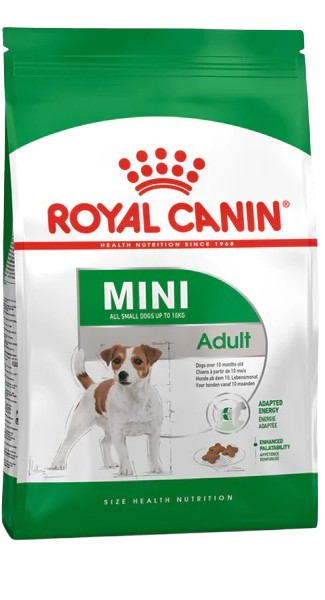 ROYAL CANIN®
HEALTH NUTRITION SINCE 1968
MINI
ALL SMALL DOGS UP TO 10KG
Adult
Dogs over 10 months old
Chiens à partir de 10 mois
Hunde ab dem 10. Lebensmonat
Voor honden vanaf 10 maanden
ADAPTED
ENERGY
ENERGIE
ADAPTÉE
ENHANCED
PALATABILITY
APPÉTENCE
RENFORCÉE
SIZE HEALTH NUTRITION